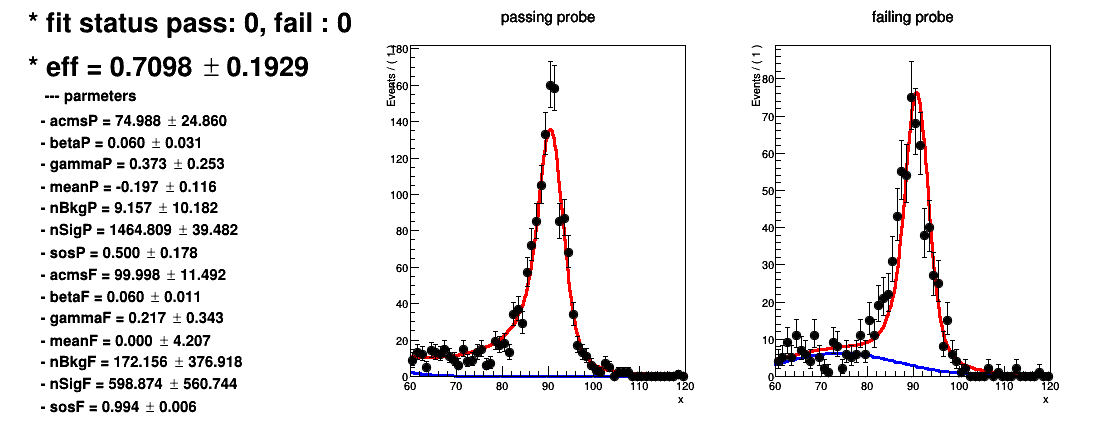 * fit status pass: 0, fail : 0
* eff = 0.7098 ± 0.1929
--- parmeters
- acmsP = 74.988 ± 24.860
- betaP = 0.060 ± 0.031
- gammaP = 0.373 ± 0.253
- meanP = -0.197 ± 0.116
- nBkgP = 9.157 ± 10.182
- nSigP = 1464.809 ± 39.482
- sosP = 0.500 ± 0.178
- acmsF = 99.998 ± 11.492
- betaF = 0.060 ± 0.011
- gammaF = 0.217 ± 0.343
- meanF = 0.000 ± 4.207
- nBkgF = 172.156 ± 376.918
- nSigF = 598.874 ± 560.744
- sosF = 0.994 ± 0.006
passing probe
Events / ( 1 )
180
160
140
120
100
80
60
40
20
0
60 70 80 90 100 110 120
x
failing probe
Events / ( 1 )
80
70
60
50
40
30
20
10
0
60 70 80 90 100 110 120
x